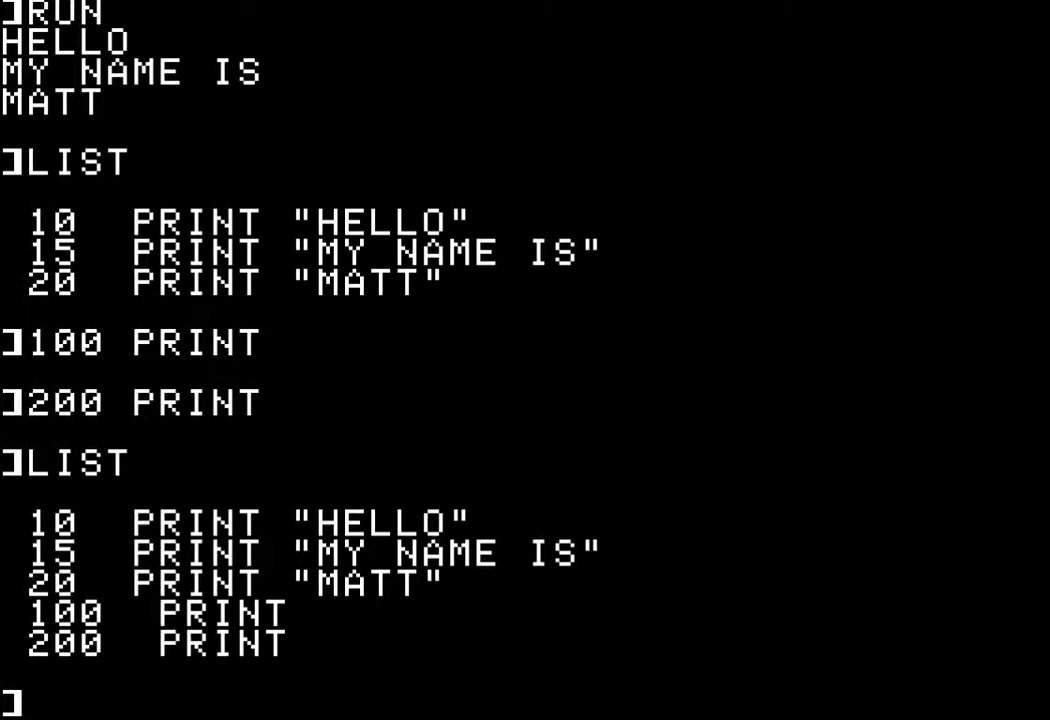 ]RUN
HELLO
MY NAME IS
MATT
]LIST
10 PRINT "HELLO"
15 PRINT "MY NAME IS"
20 PRINT "MATT"
]100 PRINT
]200 PRINT
]LIST
10 PRINT "HELLO"
15 PRINT "MY NAME IS"
20 PRINT "MATT"
100 PRINT
200 PRINT
]